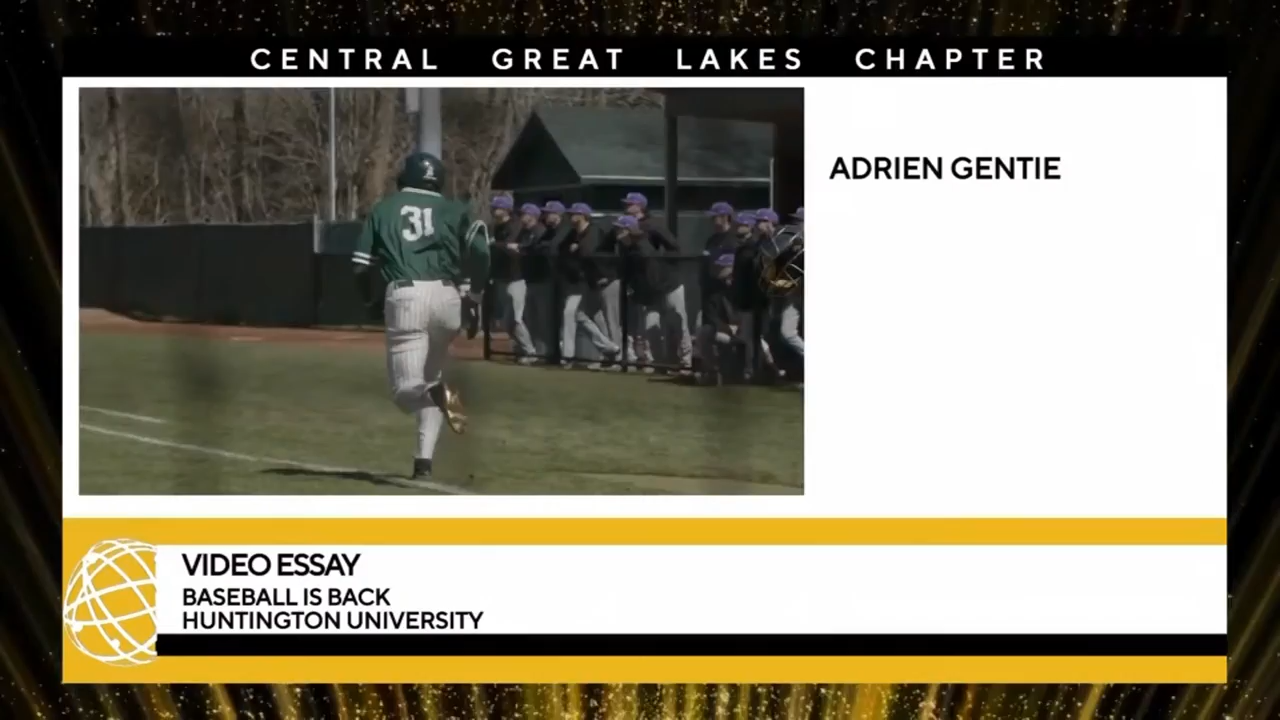 CENTRAL GREAT LAKES CHAPTER
31
ADRIEN GENTIE
VIDEO ESSAY
BASEBALL IS BACK
HUNTINGTON UNIVERSITY